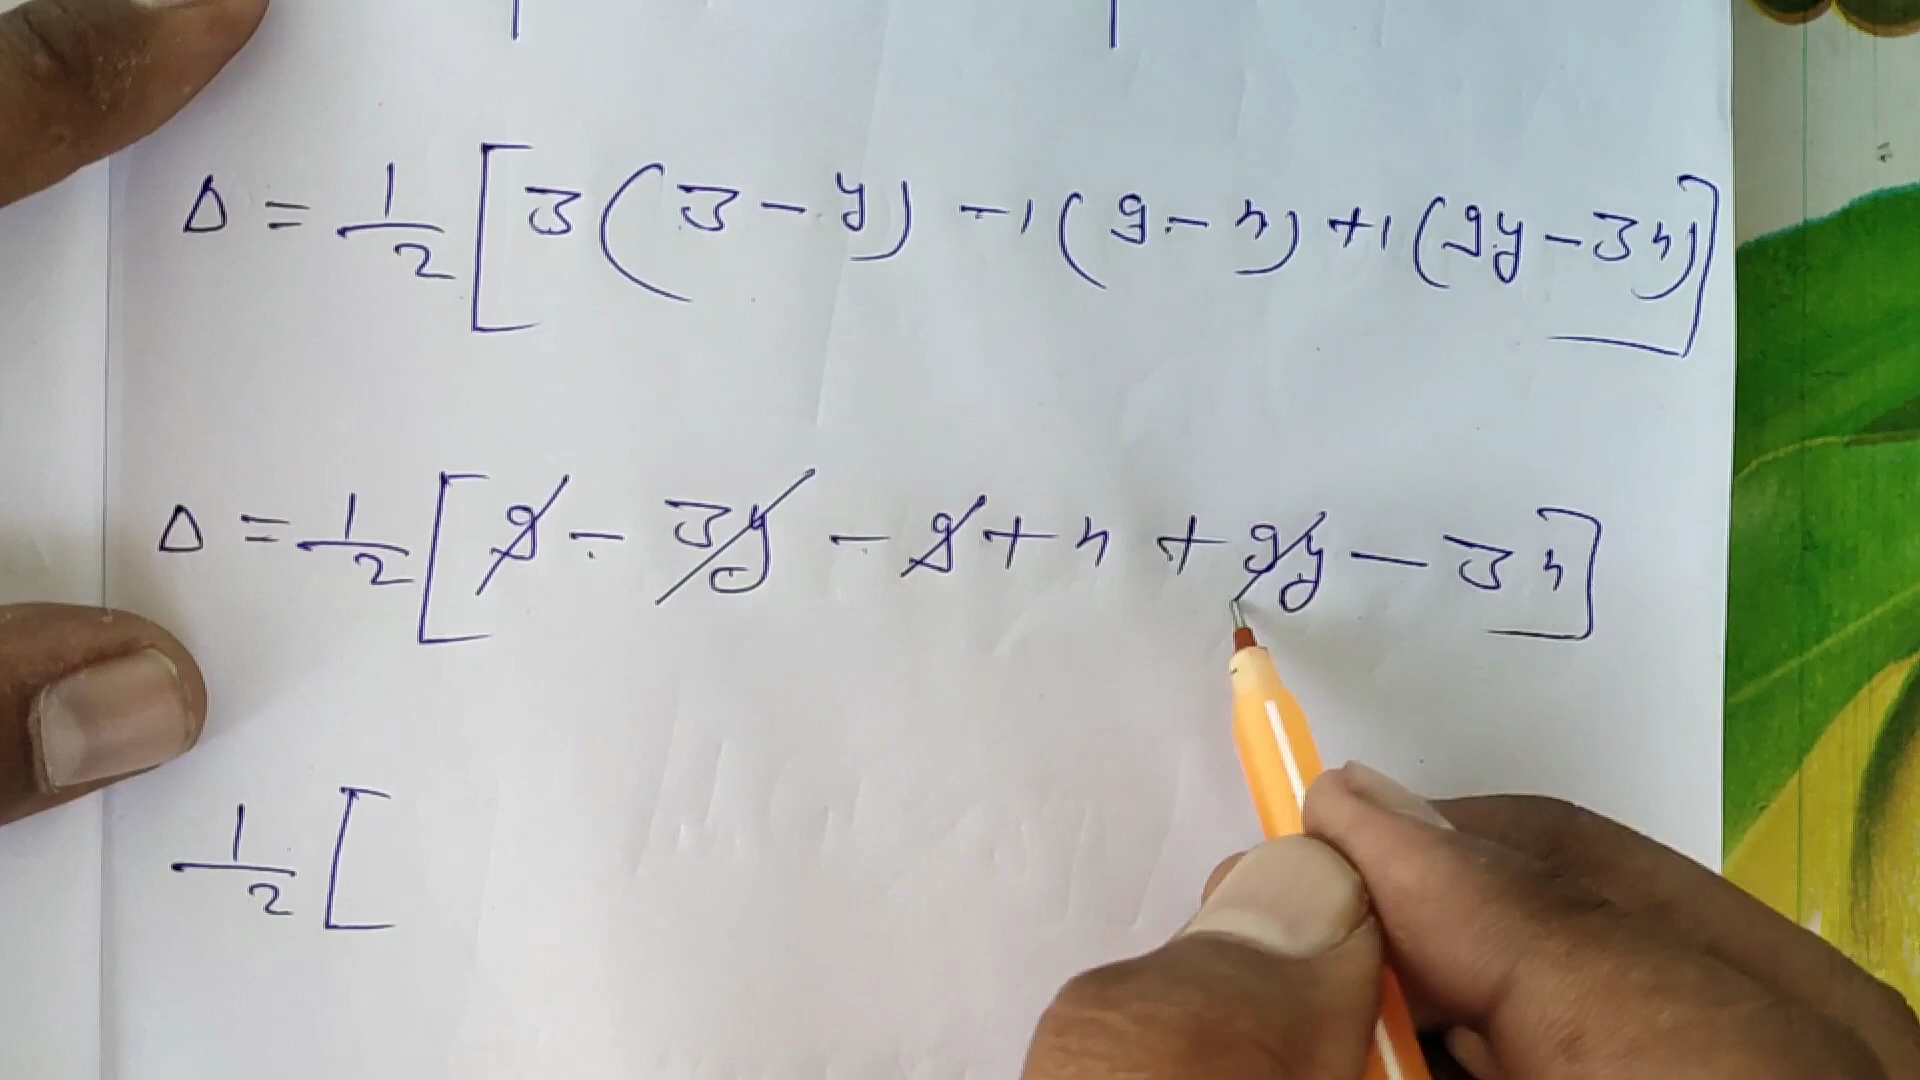 Δ = 1/2 [3(3-y) -1(9-x) +1(9y-3x)]
Δ = 1/2 [9 - 3y - 9 + x + 9y - 3x]
1/2 [